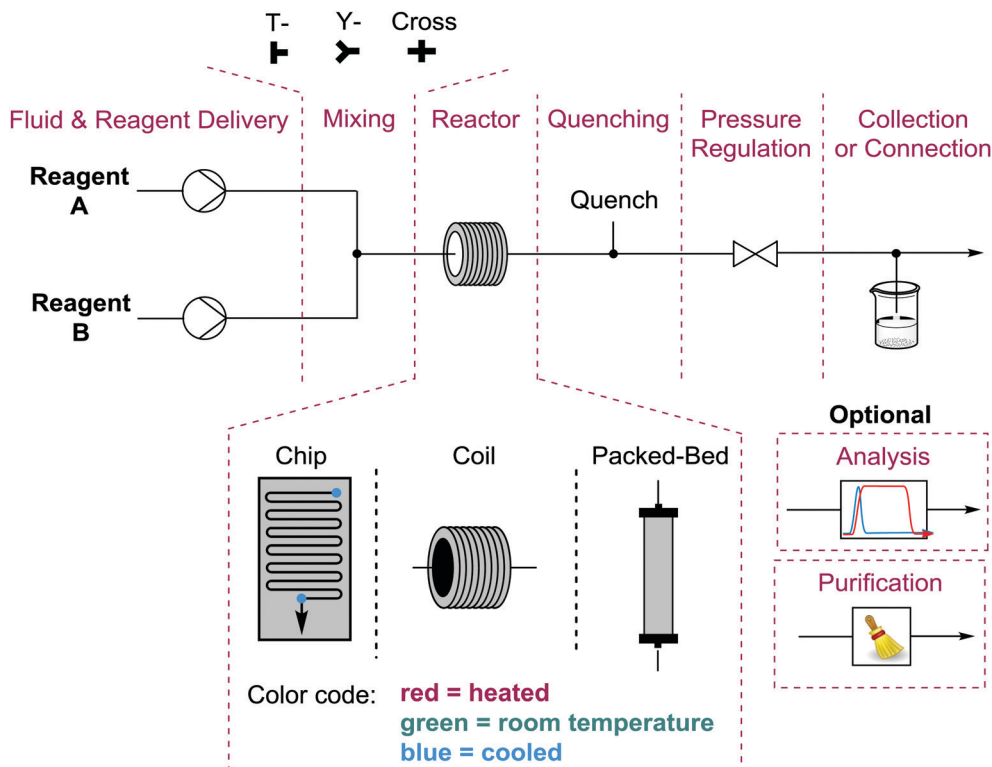 T-
Y-
Cross
Fluid & Reagent Delivery
Mixing
Reactor
Quenching
Pressure
Regulation
Collection
or Connection
Reagent
A
Quench
Reagent
B
Chip
Coil
Packed-Bed
Color code:
red = heated
green = room temperature
blue = cooled
Optional
Analysis
Purification